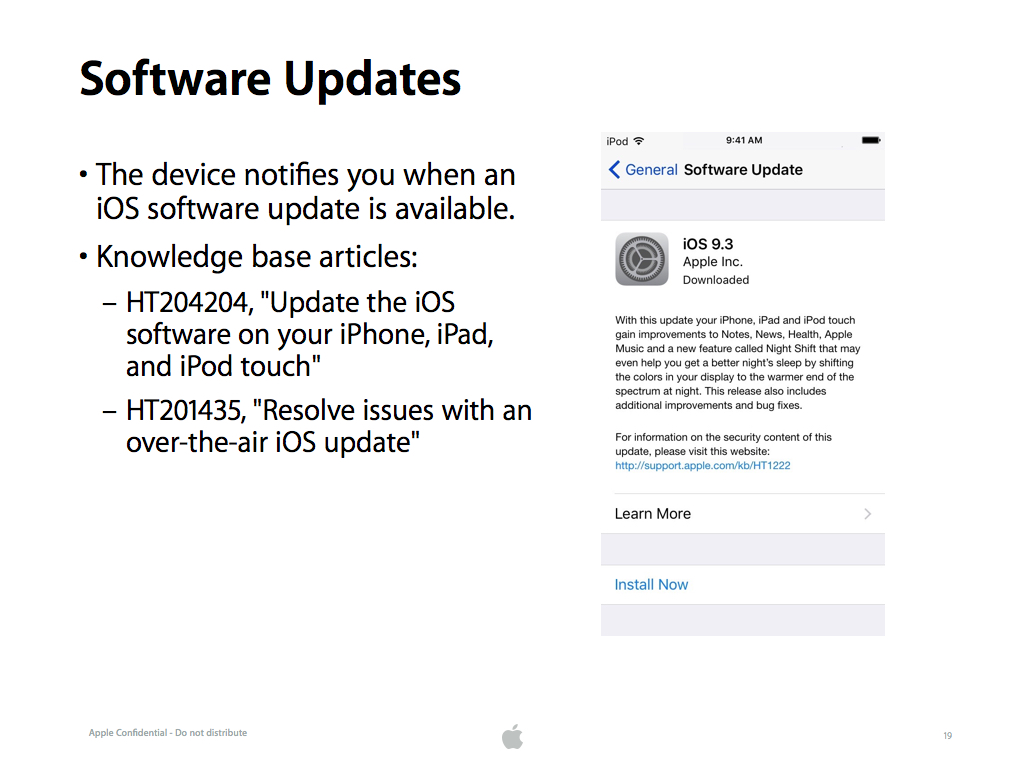 Software Updates
• The device notifies you when an
iOS software update is available.
• Knowledge base articles:
– HT204204, "Update the iOS
software on your iPhone, iPad,
and iPod touch"
– HT201435, "Resolve issues with an
over-the-air iOS update"
iPod 9:41 AM
General Software Update
iOS 9.3
Apple Inc.
Downloaded
With this update your iPhone, iPad and iPod touch
gain improvements to Notes, News, Health, Apple
Music and a new feature called Night Shift that may
even help you get a better night's sleep by shifting
the colors in your display to the warmer end of the
spectrum at night. This release also includes
additional improvements and bug fixes.
For information on the security content of this
update, please visit this website:
http://support.apple.com/kb/HT1222
Learn More
Install Now
Apple Confidential - Do not distribute
19